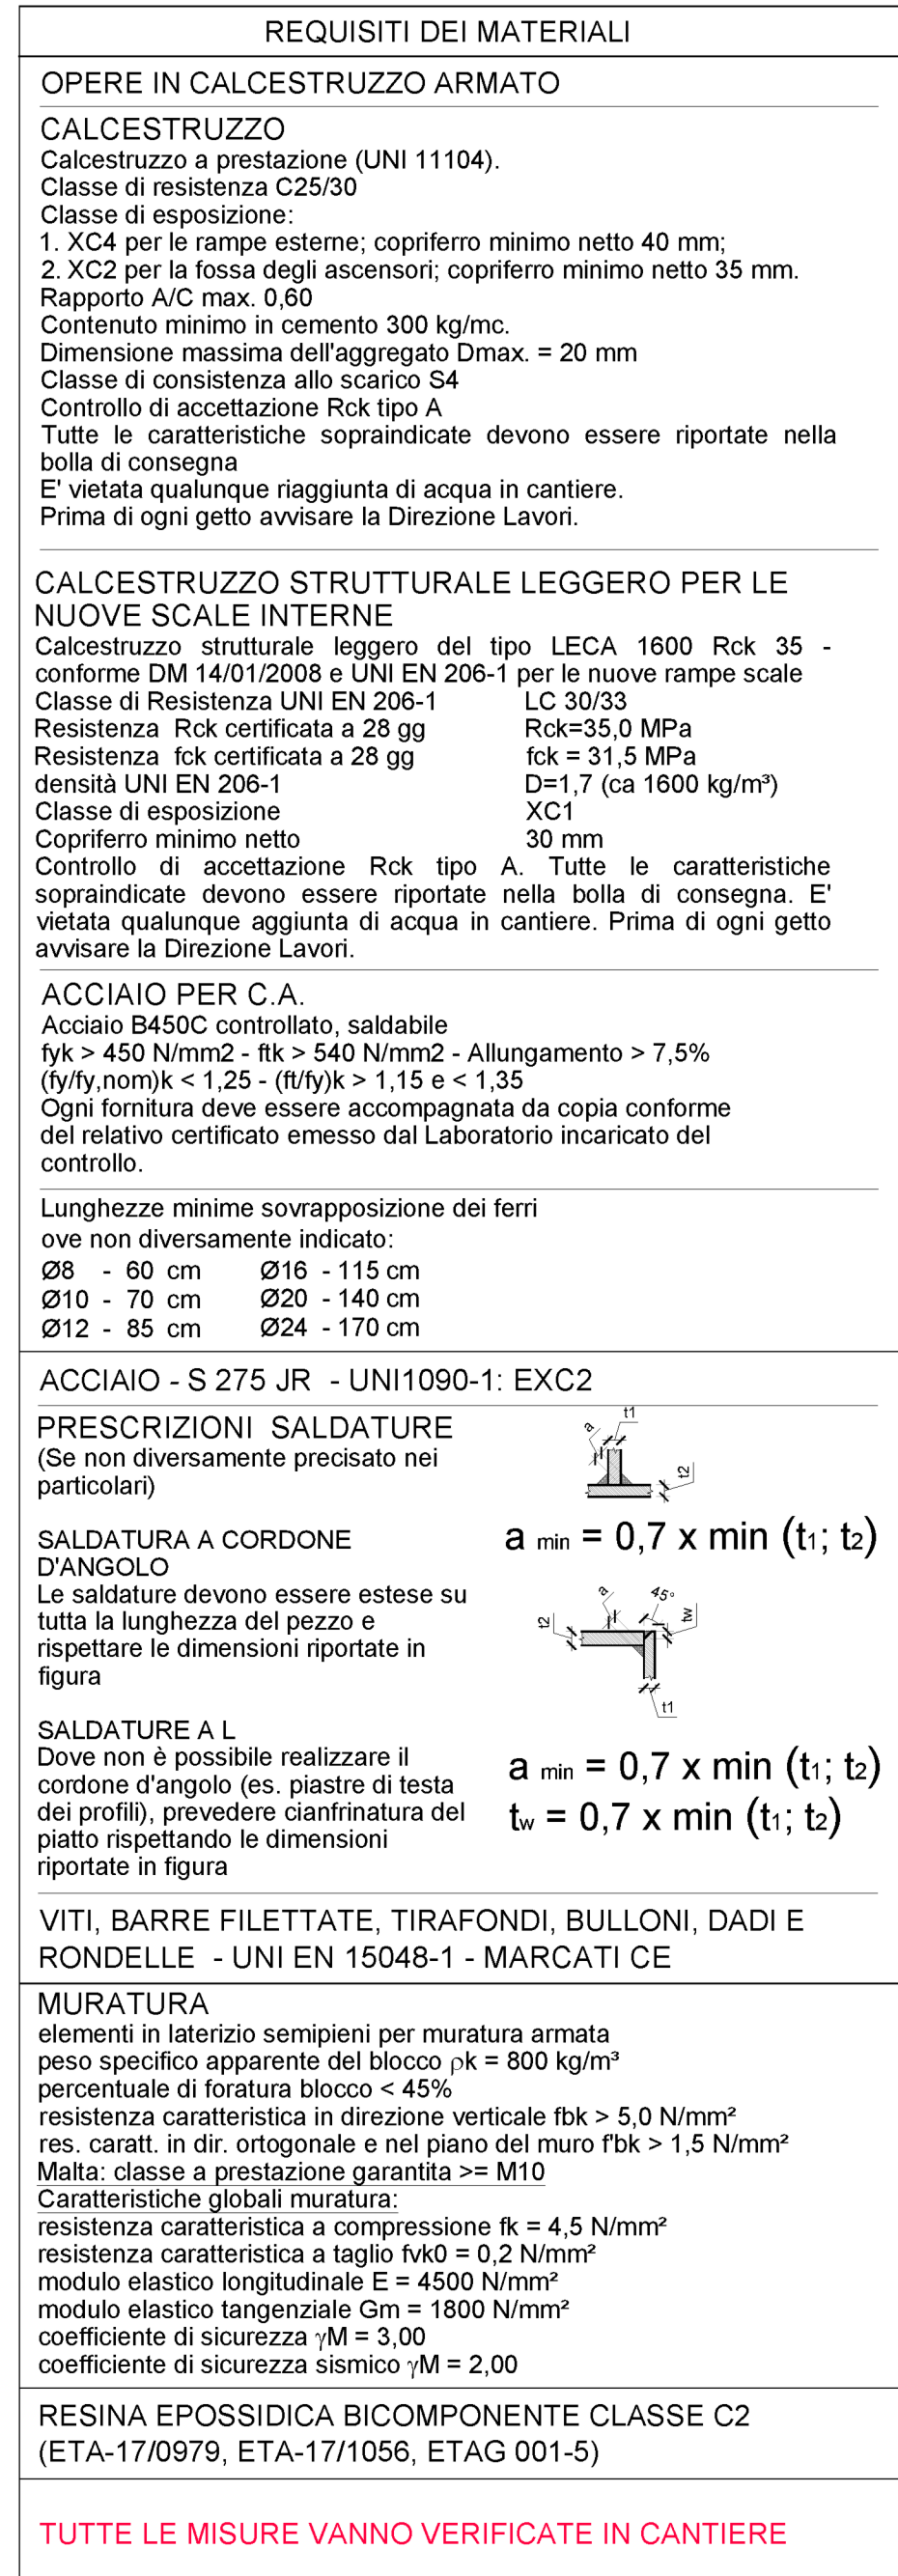 REQUISITI DEI MATERIALI
OPERE IN CALCESTRUZZO ARMATO
CALCESTRUZZO
Calcestruzzo a prestazione (UNI 11104).
Classe di resistenza C25/30
Classe di esposizione:
1. XC4 per le rampe esterne; copriferro minimo netto 40 mm;
2. XC2 per la fossa degli ascensori; copriferro minimo netto 35 mm.
Rapporto A/C max. 0,60
Contenuto minimo in cemento 300 kg/mc.
Dimensione massima dell'aggregato Dmax. = 20 mm
Classe di consistenza allo scarico S4
Controllo di accettazione Rck tipo A
Tutte le caratteristiche sopraindicate devono essere riportate nella
bolla di consegna
E' vietata qualunque riaggiunta di acqua in cantiere.
Prima di ogni getto avvisare la Direzione Lavori.
CALCESTRUZZO STRUTTURALE LEGGERO PER LE
NUOVE SCALE INTERNE
Calcestruzzo strutturale leggero del tipo LECA 1600 Rck 35 -
conforme DM 14/01/2008 e UNI EN 206-1 per le nuove rampe scale
Classe di Resistenza UNI EN 206-1 LC 30/33
Resistenza Rck certificata a 28 gg Rck=35,0 MPa
Resistenza fck certificata a 28 gg fck = 31,5 MPa
densità UNI EN 206-1 D=1,7 (ca 1600 kg/m³)
Classe di esposizione XC1
Copriferro minimo netto 30 mm
Controllo di accettazione Rck tipo A. Tutte le caratteristiche
sopraindicate devono essere riportate nella bolla di consegna. E'
vietata qualunque aggiunta di acqua in cantiere. Prima di ogni getto
avvisare la Direzione Lavori.
ACCIAIO PER C.A.
Acciaio B450C controllato, saldabile
fyk > 450 N/mm2 - ftk > 540 N/mm2 - Allungamento > 7,5%
(fy/fy,nom)k < 1,25 - (ft/fy)k > 1,15 e < 1,35
Ogni fornitura deve essere accompagnata da copia conforme
del relativo certificato emesso dal Laboratorio incaricato del
controllo.
Lunghezze minime sovrapposizione dei ferri
ove non diversamente indicato:
Ø8 - 60 cm Ø16 - 115 cm
Ø10 - 70 cm Ø20 - 140 cm
Ø12 - 85 cm Ø24 - 170 cm
ACCIAIO - S 275 JR - UNI1090-1: EXC2
PRESCRIZIONI SALDATURE
(Se non diversamente precisato nei
particolari)
a t1
t2
a min = 0,7 x min (t1; t2)
SALDATURA A CORDONE
D'ANGOLO
Le saldature devono essere estese su
tutta la lunghezza del pezzo e
rispettare le dimensioni riportate in
figura
a 45°
t2 tw
t1
SALDATURE A L
Dove non è possibile realizzare il
cordone d'angolo (es. piastre di testa
dei profili), prevedere cianfrinatura del
piatto rispettando le dimensioni
riportate in figura
a min = 0,7 x min (t1; t2)
tw = 0,7 x min (t1; t2)
VITI, BARRE FILETTATE, TIRAFONDI, BULLONI, DADI E
RONDELLE - UNI EN 15048-1 - MARCATI CE
MURATURA
elementi in laterizio semipieni per muratura armata
peso specifico apparente del blocco ρk = 800 kg/m³
percentuale di foratura blocco < 45%
resistenza caratteristica in direzione verticale fbk > 5,0 N/mm²
res. caratt. in dir. ortogonale e nel piano del muro f'bk > 1,5 N/mm²
Malta: classe a prestazione garantita >= M10
Caratteristiche globali muratura:
resistenza caratteristica a compressione fk = 4,5 N/mm²
resistenza caratteristica a taglio fvk0 = 0,2 N/mm²
modulo elastico longitudinale E = 4500 N/mm²
modulo elastico tangenziale Gm = 1800 N/mm²
coefficiente di sicurezza γM = 3,00
coefficiente di sicurezza sismico γM = 2,00
RESINA EPOSSIDICA BICOMPONENTE CLASSE C2
(ETA-17/0979, ETA-17/1056, ETAG 001-5)
TUTTE LE MISURE VANNO VERIFICATE IN CANTIERE